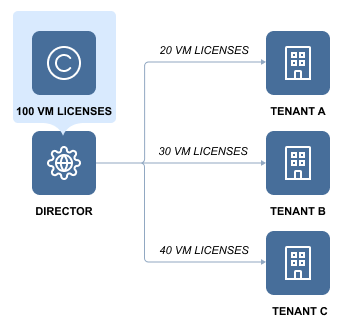 100 VM LICENSES
DIRECTOR
20 VM LICENSES
TENANT A
30 VM LICENSES
TENANT B
40 VM LICENSES
TENANT C